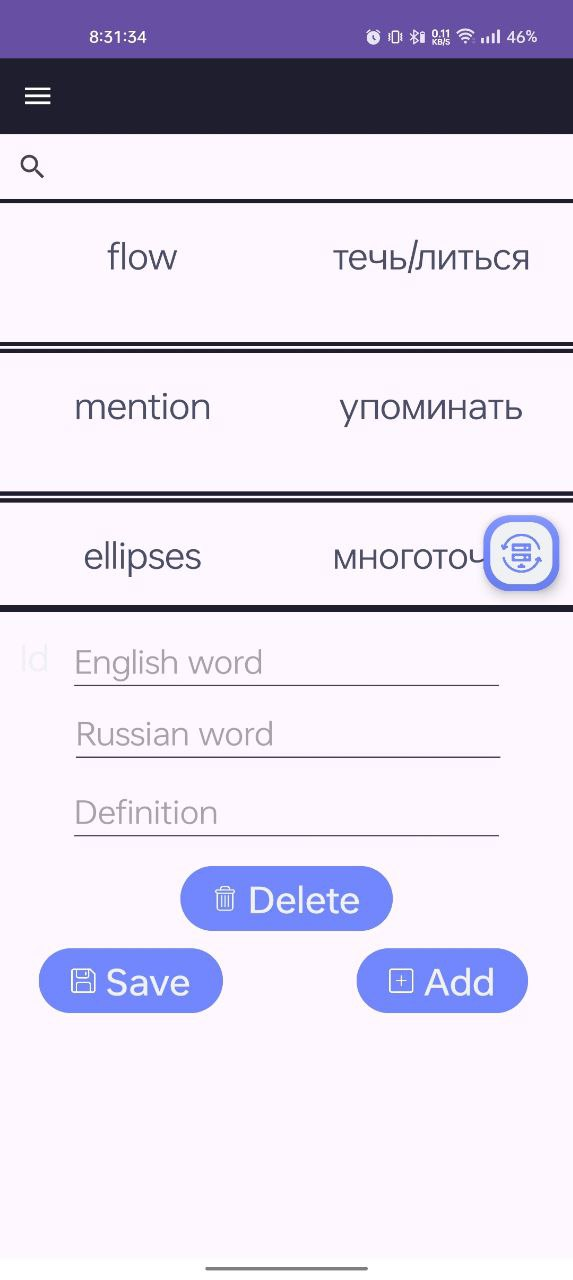 8:31:34 0.11 KB/S 46%
flow течь/литься
mention упоминать
ellipses многоточ
Id English word
Russian word
Definition
Delete
Save Add